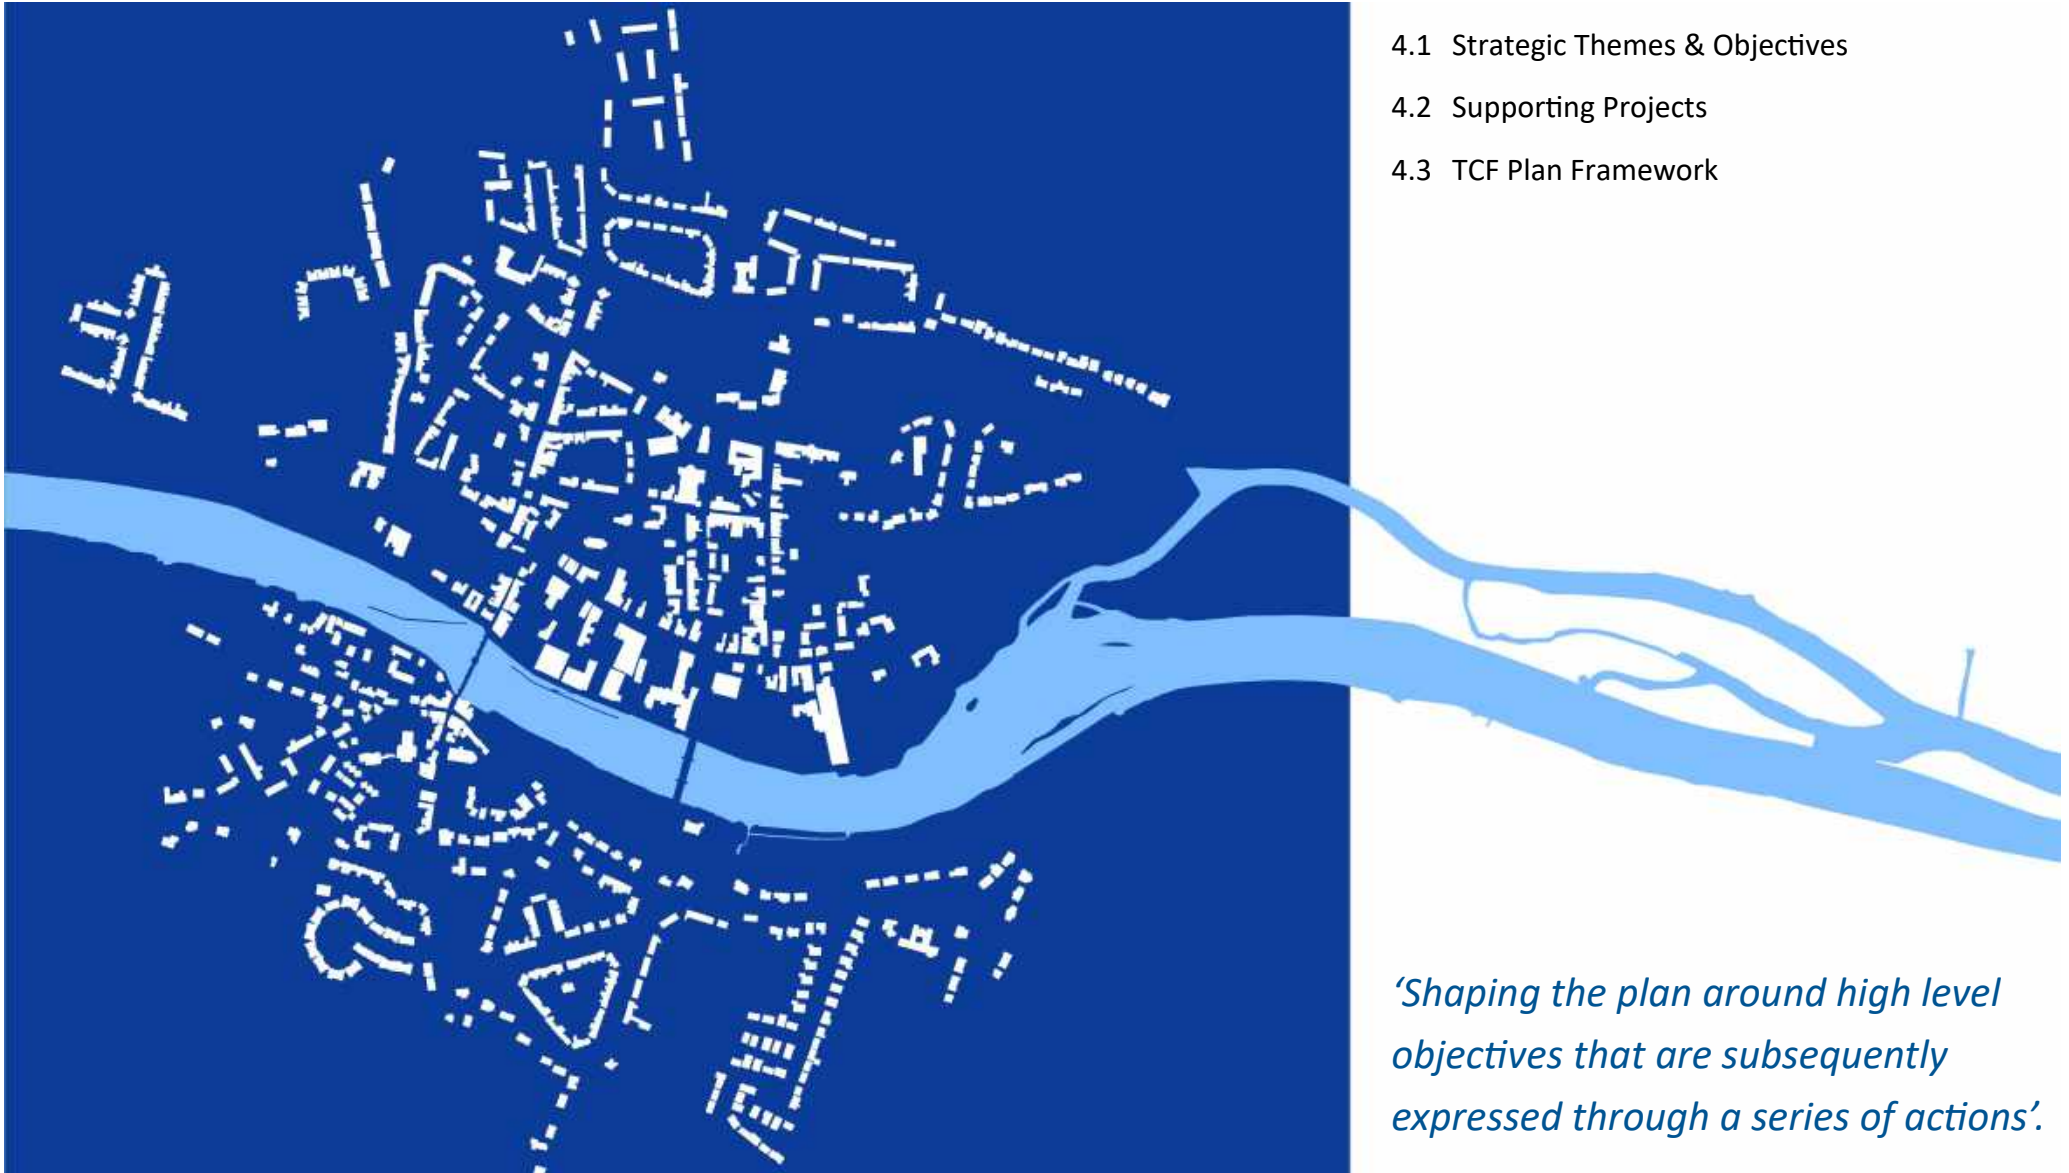 4.1 Strategic Themes & Objectives
4.2 Supporting Projects
4.3 TCF Plan Framework
‘Shaping the plan around high level
objectives that are subsequently
expressed through a series of actions’.